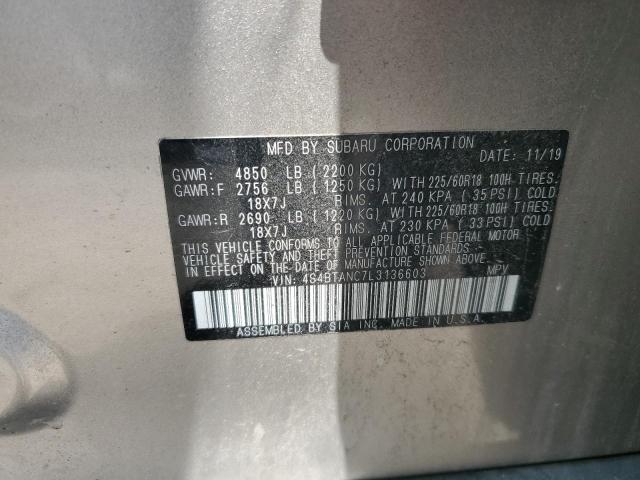 MFD BY SUBARU CORPORATION
DATE: 11/19
GVWR: 4850 LB (2200 KG)
GAWR:F 2756 LB (1250 KG) WITH 225/60R18 100H TIRES,
18X7J RIMS, AT 240 KPA (35 PSI) COLD
GAWR:R 2690 LB (1220 KG) WITH 225/60R18 100H TIRES,
18X7J RIMS, AT 230 KPA (33 PSI) COLD
THIS VEHICLE CONFORMS TO ALL APPLICABLE FEDERAL MOTOR
VEHICLE SAFETY AND THEFT PREVENTION STANDARDS
IN EFFECT ON THE DATE OF MANUFACTURE SHOWN ABOVE.
VIN: 4S4BTANC7L3136603 MPV
ASSEMBLED BY SIA INC. MADE IN U.S.A.